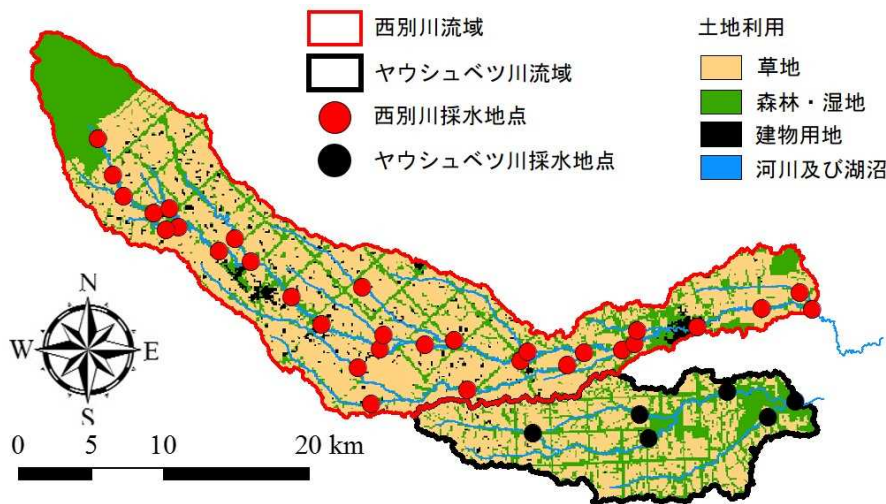 西別川流域
ヤウシュベツ川流域
西別川採水地点
ヤウシュベツ川採水地点
土地利用
草地
森林・湿地
建物用地
河川及び湖沼
N
W E
S
0 5 10 20 km